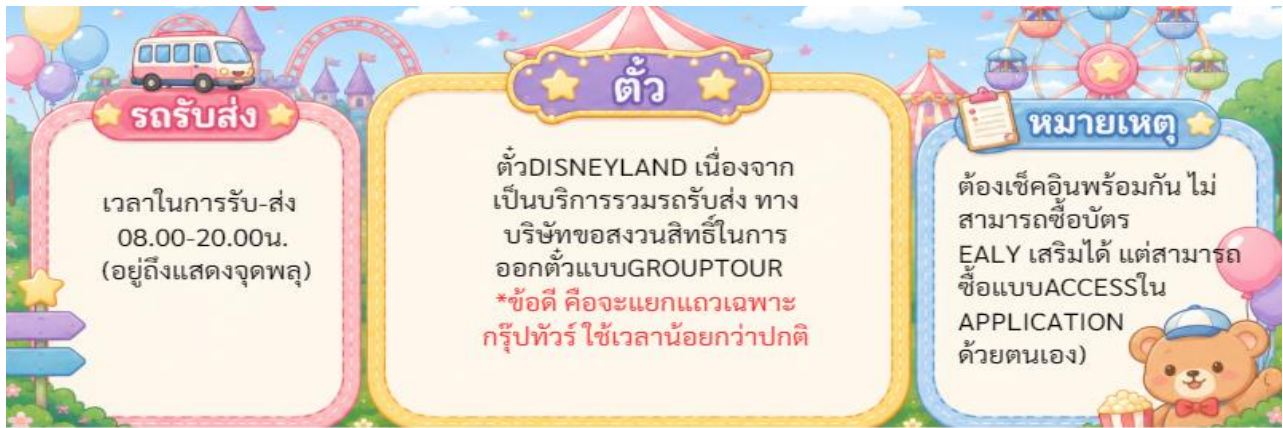 รถรับส่ง
เวลาในการรับ-ส่ง
08.00-20.00น.
(อยู่ถึงแสดงจุดพลุ)
ตั๋ว
ตั๋วDISNEYLAND เนื่องจาก
เป็นบริการรวมรถรับส่ง ทาง
บริษัทขอสงวนสิทธิ์ในการ
ออกตั๋วแบบGROUPTOUR
*ข้อดี คือจะแยกแถวเฉพาะ
กรุ๊ปทัวร์ ใช้เวลาน้อยกว่าปกติ
หมายเหตุ
ต้องเช็คอินพร้อมกัน ไม่
สามารถซื้อบัตร
EALY เสริมได้ แต่สามารถ
ซื้อแบบACCESSใน
APPLICATION
ด้วยตนเอง)